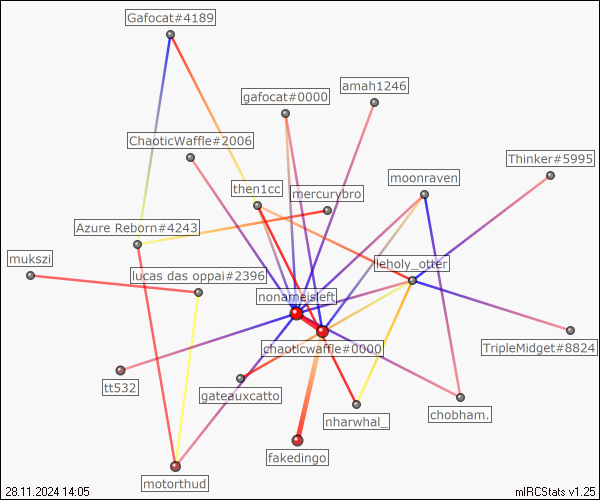 Gafocat#4189
amah1246
gafocat#0000
ChaoticWaffle#2006
Thinker#5995
moonraven
then1cc
mercurybro
Azure Reborn#4243
mukszi
leholy_otter
lucas das oppai#2396
nonameisleft
chaoticwaffle#0000
TripleMidget#8824
tt532
gateauxcatto
chobham.
nharwhal_
fakedingo
motorthud
28.11.2024 14:05
mIRCStats v1.25